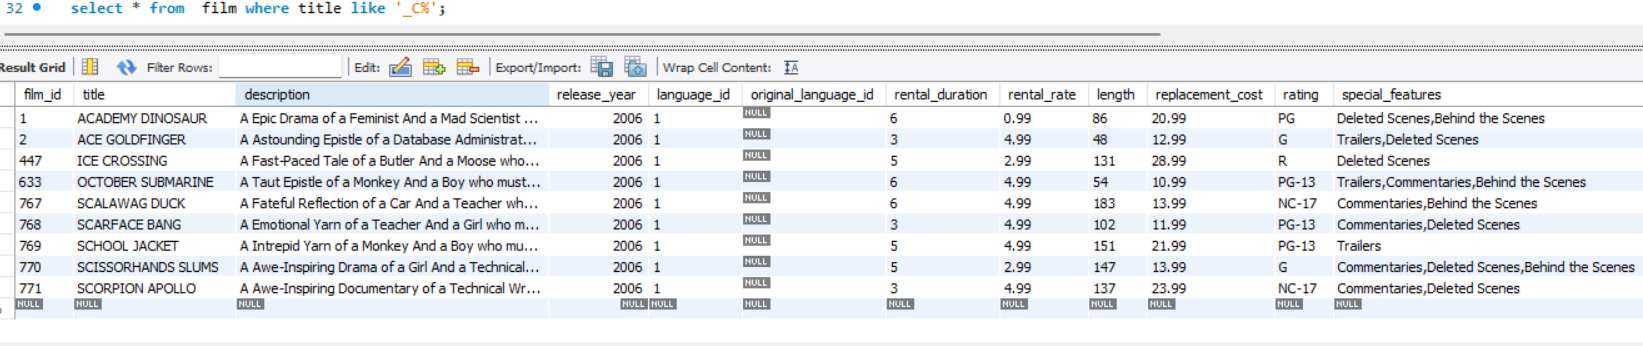 32 select * from film where title like '_C%';
Result Grid Filter Rows: Edit: Export/Import: Wrap Cell Content: IA
film_id title description release_year language_id original_language_id rental_duration rental_rate length replacement_cost rating special_features
1 ACADEMY DINOSAUR A Epic Drama of a Feminist And a Mad Scientist ... 2006 1 NULL 6 0.99 86 20.99 PG Deleted Scenes,Behind the Scenes
2 ACE GOLDFINGER A Astounding Epistle of a Database Administrat... 2006 1 NULL 3 4.99 48 12.99 G Trailers,Deleted Scenes
447 ICE CROSSING A Fast-Paced Tale of a Butler And a Moose who... 2006 1 NULL 5 2.99 131 28.99 R Deleted Scenes
633 OCTOBER SUBMARINE A Taut Epistle of a Monkey And a Boy who must... 2006 1 NULL 6 4.99 54 10.99 PG-13 Trailers,Commentaries,Behind the Scenes
767 SCALAWAG DUCK A Fateful Reflection of a Car And a Teacher wh... 2006 1 NULL 6 4.99 183 13.99 NC-17 Commentaries,Behind the Scenes
768 SCARFACE BANG A Emotional Yarn of a Teacher And a Girl who m... 2006 1 NULL 3 4.99 102 11.99 PG-13 Commentaries,Deleted Scenes
769 SCHOOL JACKET A Intrepid Yarn of a Monkey And a Boy who mu... 2006 1 NULL 5 4.99 151 21.99 PG-13 Trailers
770 SCISSORHANDS SLUMS A Awe-Inspiring Drama of a Girl And a Technical... 2006 1 NULL 5 2.99 147 13.99 G Commentaries,Deleted Scenes,Behind the Scenes
771 SCORPION APOLLO A Awe-Inspiring Documentary of a Technical Wr... 2006 1 NULL 3 4.99 137 23.99 NC-17 Commentaries,Deleted Scenes
NULL NULL NULL NULL NULL NULL NULL NULL NULL NULL NULL NULL